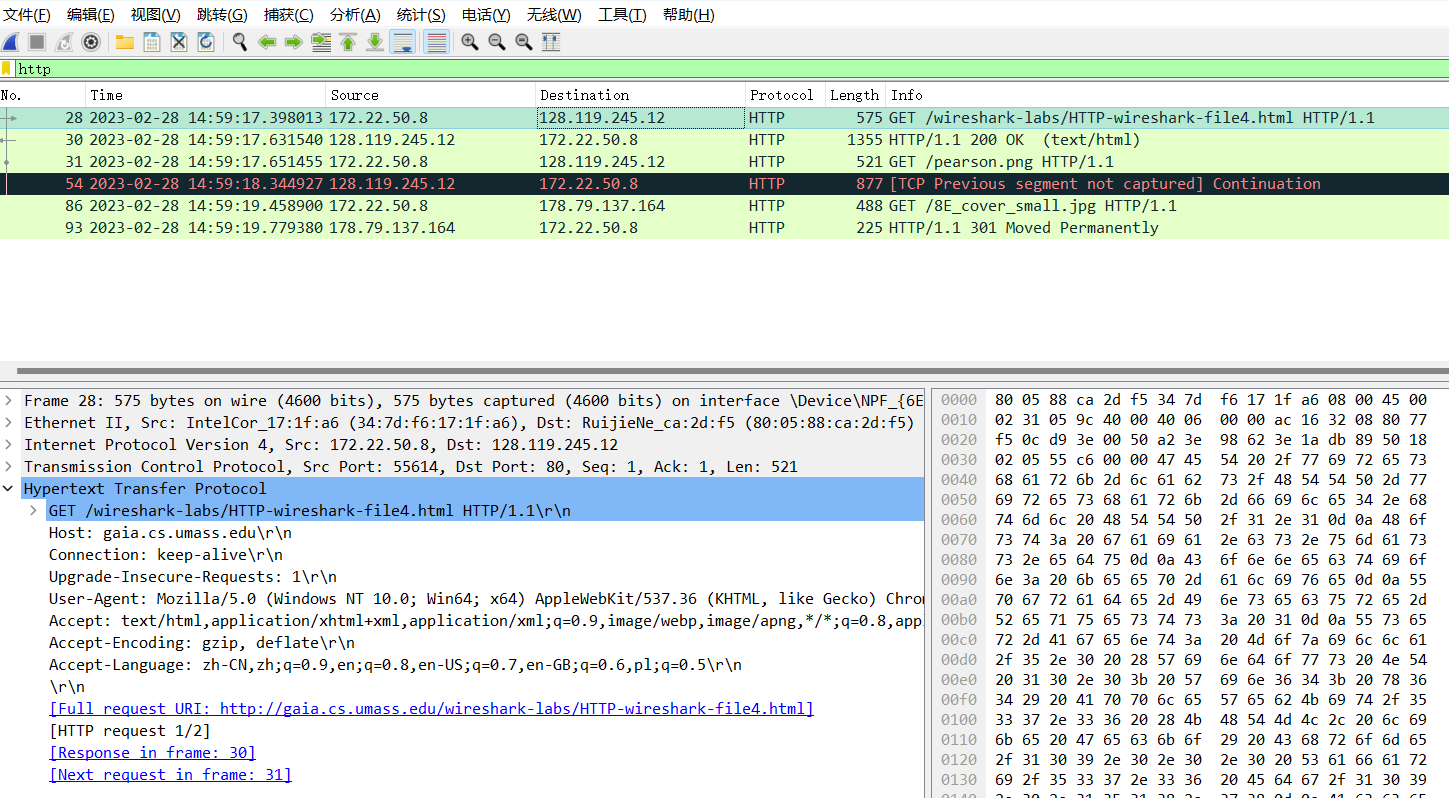 文件(F) 编辑(E) 视图(V) 跳转(G) 捕获(C) 分析(A) 统计(S) 电话(Y) 无线(W) 工具(T) 帮助(H)
http
No. Time Source Destination Protocol Length Info
28 2023-02-28 14:59:17.398013 172.22.50.8 128.119.245.12 HTTP 575 GET /wireshark-labs/HTTP-wireshark-file4.html HTTP/1.1
30 2023-02-28 14:59:17.631540 128.119.245.12 172.22.50.8 HTTP 1355 HTTP/1.1 200 OK (text/html)
31 2023-02-28 14:59:17.651455 172.22.50.8 128.119.245.12 HTTP 521 GET /pearson.png HTTP/1.1
54 2023-02-28 14:59:18.344927 128.119.245.12 172.22.50.8 HTTP 877 [TCP Previous segment not captured] Continuation
86 2023-02-28 14:59:19.458900 172.22.50.8 178.79.137.164 HTTP 488 GET /8E_cover_small.jpg HTTP/1.1
93 2023-02-28 14:59:19.779380 178.79.137.164 172.22.50.8 HTTP 225 HTTP/1.1 301 Moved Permanently
Frame 28: 575 bytes on wire (4600 bits), 575 bytes captured (4600 bits) on interface \Device\NPF_{6E
Ethernet II, Src: IntelCor_17:1f:a6 (34:7d:f6:17:1f:a6), Dst: RuijieNe_ca:2d:f5 (80:05:88:ca:2d:f5)
Internet Protocol Version 4, Src: 172.22.50.8, Dst: 128.119.245.12
Transmission Control Protocol, Src Port: 55614, Dst Port: 80, Seq: 1, Ack: 1, Len: 521
Hypertext Transfer Protocol
GET /wireshark-labs/HTTP-wireshark-file4.html HTTP/1.1\r\n
Host: gaia.cs.umass.edu\r\n
Connection: keep-alive\r\n
Upgrade-Insecure-Requests: 1\r\n
User-Agent: Mozilla/5.0 (Windows NT 10.0; Win64; x64) AppleWebKit/537.36 (KHTML, like Gecko) Chro
Accept: text/html,application/xhtml+xml,application/xml;q=0.9,image/webp,image/apng,*/*;q=0.8,app
Accept-Encoding: gzip, deflate\r\n
Accept-Language: zh-CN,zh;q=0.9,en;q=0.8,en-US;q=0.7,en-GB;q=0.6,pl;q=0.5\r\n
\r\n
[Full request URI: http://gaia.cs.umass.edu/wireshark-labs/HTTP-wireshark-file4.html]
[HTTP request 1/2]
[Response in frame: 30]
[Next request in frame: 31]
0000 80 05 88 ca 2d f5 34 7d f6 17 1f a6 08 00 45 00
0010 02 31 05 9c 40 00 40 06 00 00 ac 16 32 08 80 77
0020 f5 0c d9 3e 00 50 a2 3e 98 62 3e 1a db 89 50 18
0030 02 05 55 c6 00 00 47 45 54 20 2f 77 69 72 65 73
0040 68 61 72 6b 2d 6c 61 62 73 2f 48 54 54 50 2d 77
0050 69 72 65 73 68 61 72 6b 2d 66 69 6c 65 34 2e 68
0060 74 6d 6c 20 48 54 54 50 2f 31 2e 31 0d 0a 48 6f
0070 73 74 3a 20 67 61 69 61 2e 63 73 2e 75 6d 61 73
0080 73 2e 65 64 75 0d 0a 43 6f 6e 6e 65 63 74 69 6f
0090 6e 3a 20 6b 65 65 70 2d 61 6c 69 76 65 0d 0a 55
00a0 70 67 72 61 64 65 2d 49 6e 73 65 63 75 72 65 2d
00b0 52 65 71 75 65 73 74 73 3a 20 31 0d 0a 55 73 65
00c0 72 2d 41 67 65 6e 74 3a 20 4d 6f 7a 69 6c 6c 61
00d0 2f 35 2e 30 20 28 57 69 6e 64 6f 77 73 20 4e 54
00e0 20 31 30 2e 30 3b 20 57 69 6e 36 34 3b 20 78 36
00f0 34 29 20 41 70 70 6c 65 57 65 62 4b 69 74 2f 35
0100 33 37 2e 33 36 20 28 4b 48 54 4d 4c 2c 20 6c 69
0110 6b 65 20 47 65 63 6b 6f 29 20 43 68 72 6f 6d 65
0120 2f 31 30 39 2e 30 2e 30 2e 30 20 53 61 66 61 72
0130 69 2f 35 33 37 2e 33 36 20 45 64 67 2f 31 30 39